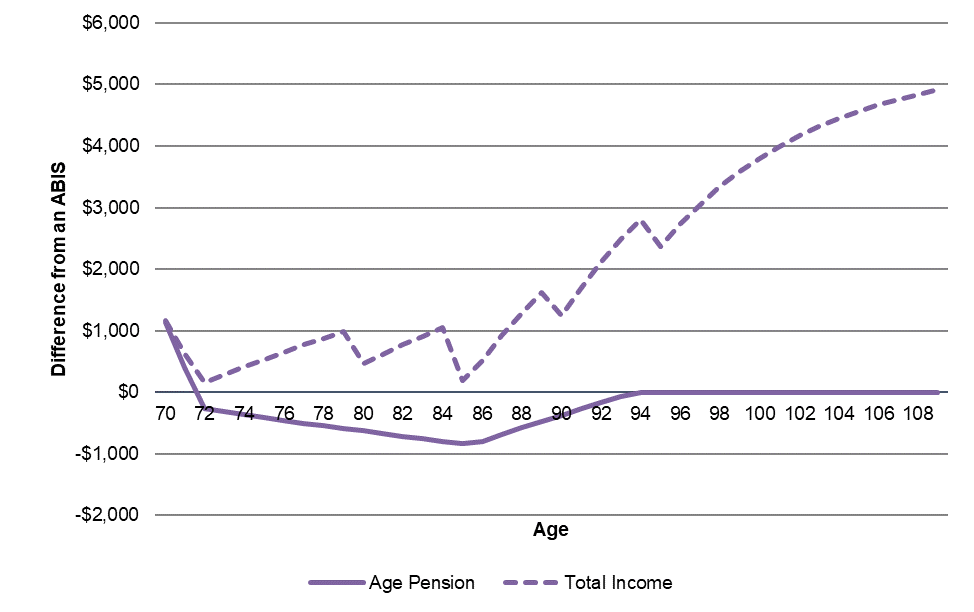 $6,000
$5,000
$4,000
$3,000
$2,000
$1,000
$0
-$1,000
-$2,000
Difference from an ABIS
70 72 74 76 78 80 82 84 86 88 90 92 94 96 98 100 102 104 106 108
Age
Age Pension Total Income